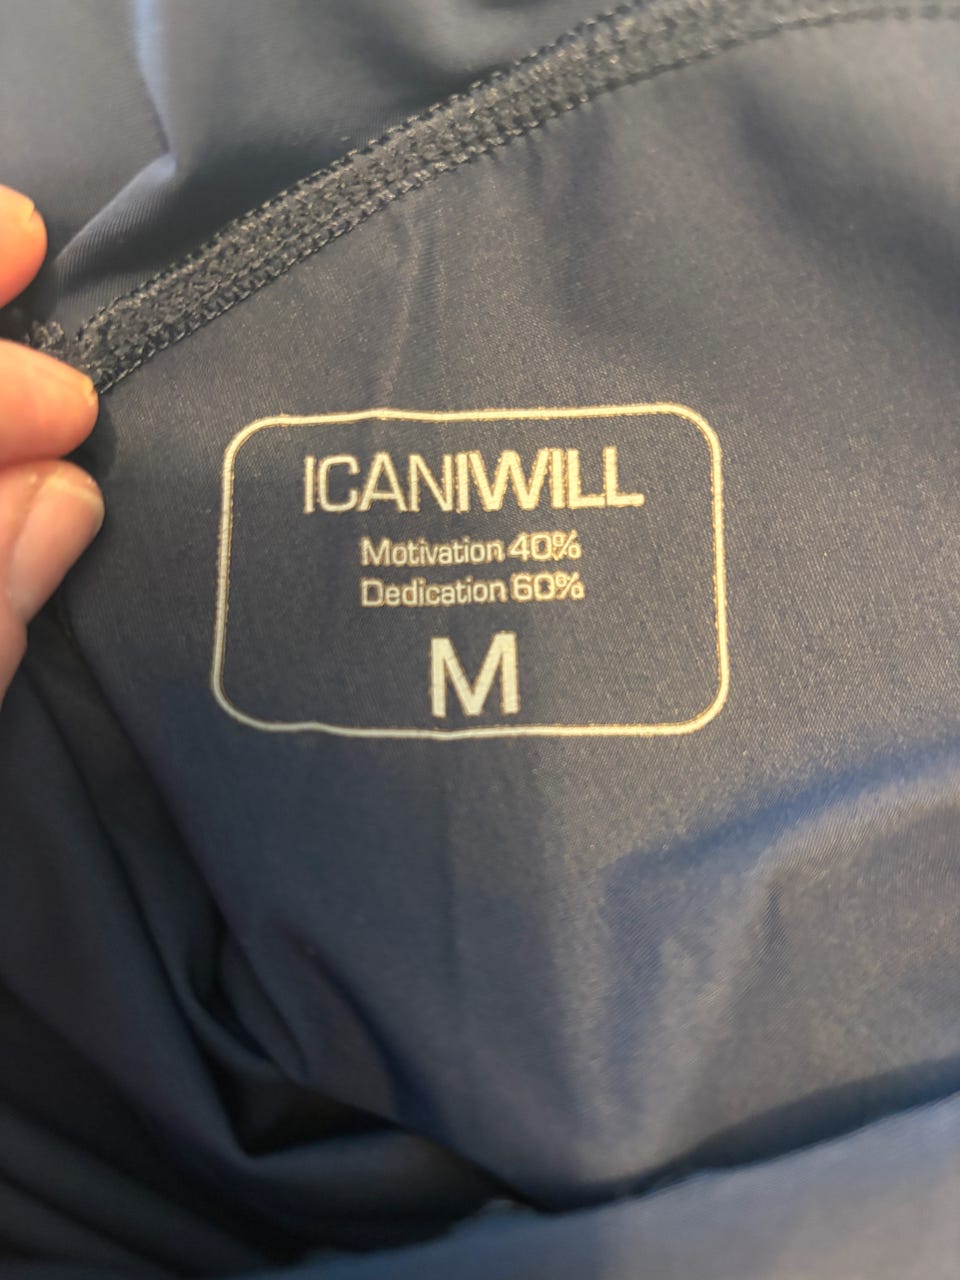 ICANIWILL
Motivation 40%
Dedication 60%
M